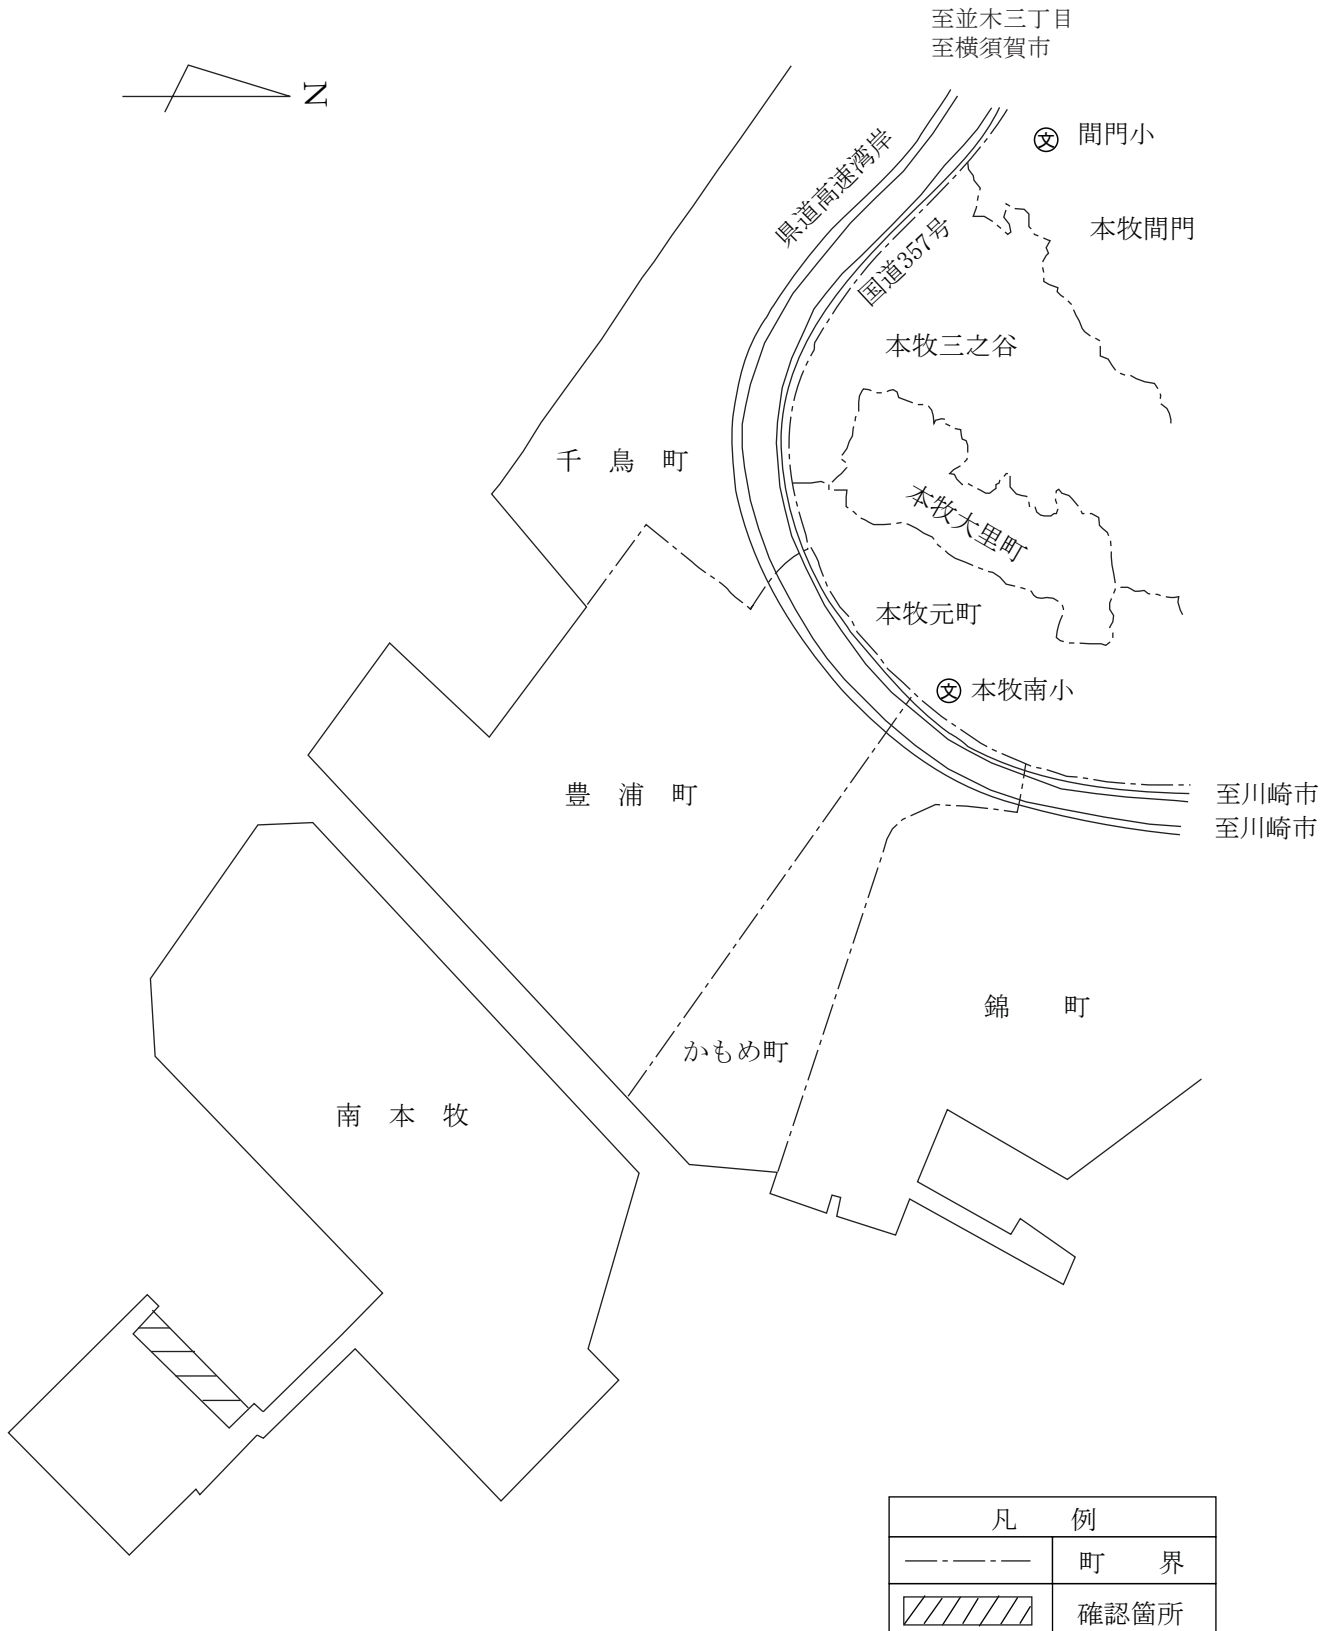 至並木三丁目
至横須賀市
N
文 間門小
県道高速湾岸
本牧間門
国道357号
本牧三之谷
千鳥町
本牧大里町
本牧元町
文 本牧南小
豊浦町
至川崎市
至川崎市
錦町
かもめ町
南本牧
凡例
町界
確認箇所